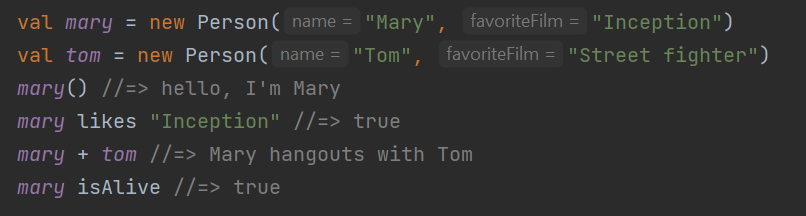 val mary = new Person( name = "Mary", favoriteFilm = "Inception")
val tom = new Person( name = "Tom", favoriteFilm = "Street fighter")
mary() //=> hello, I'm Mary
mary likes "Inception" //=> true
mary + tom //=> Mary hangouts with Tom
mary isAlive //=> true